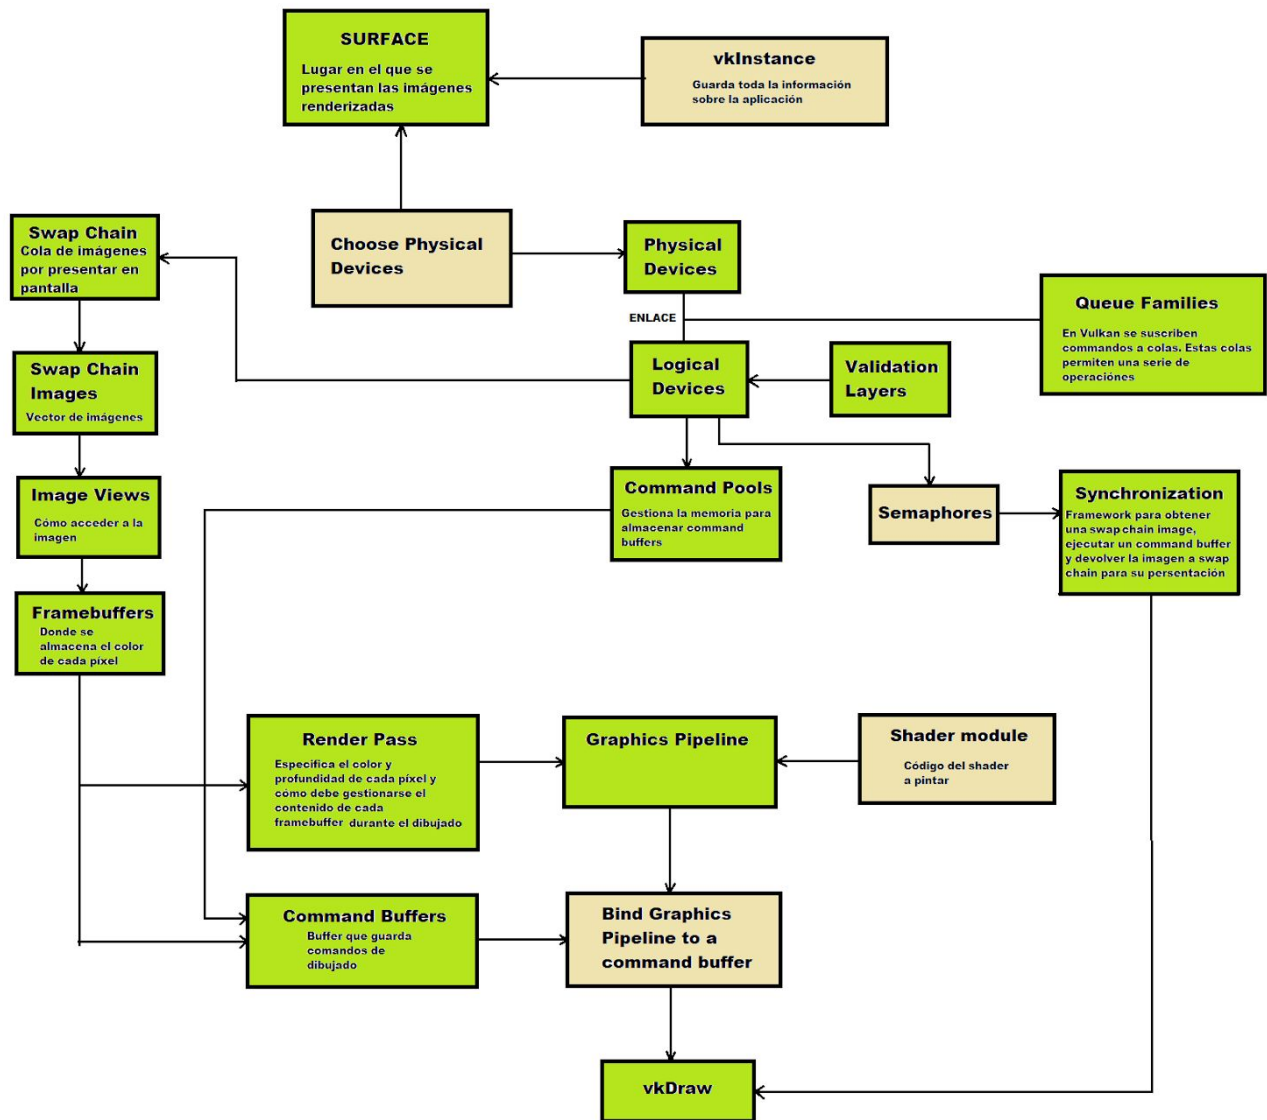 SURFACE
Lugar en el que se
presentan las imágenes
renderizadas
vkInstance
Guarda toda la información
sobre la aplicación
Choose Physical
Devices
Physical
Devices
Swap Chain
Cola de imágenes
por presentar en
pantalla
ENLACE
Queue Families
En Vulkan se suscriben
commandos a colas. Estas colas
permiten una serie de
operaciónes
Logical
Devices
Validation
Layers
Swap Chain
Images
Vector de imágenes
Image Views
Cómo acceder a la
imagen
Command Pools
Gestiona la memoria para
almacenar command
buffers
Semaphores
Synchronization
Framework para obtener
una swap chain image,
ejecutar un command buffer
y devolver la imagen a swap
chain para su persentación
Framebuffers
Donde se
almacena el color
de cada píxel
Render Pass
Especifica el color y
profundidad de cada píxel y
cómo debe gestionarse el
contenido de cada
framebuffer durante el dibujado
Graphics Pipeline
Shader module
Código del shader
a pintar
Command Buffers
Buffer que guarda
comandos de
dibujado
Bind Graphics
Pipeline to a
command buffer
vkDraw